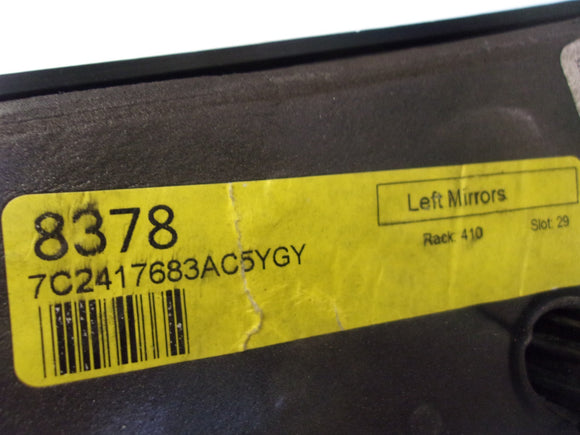 8378
7C2417683AC5YGY
Left Mirrors
Rack: 410 Slot: 29